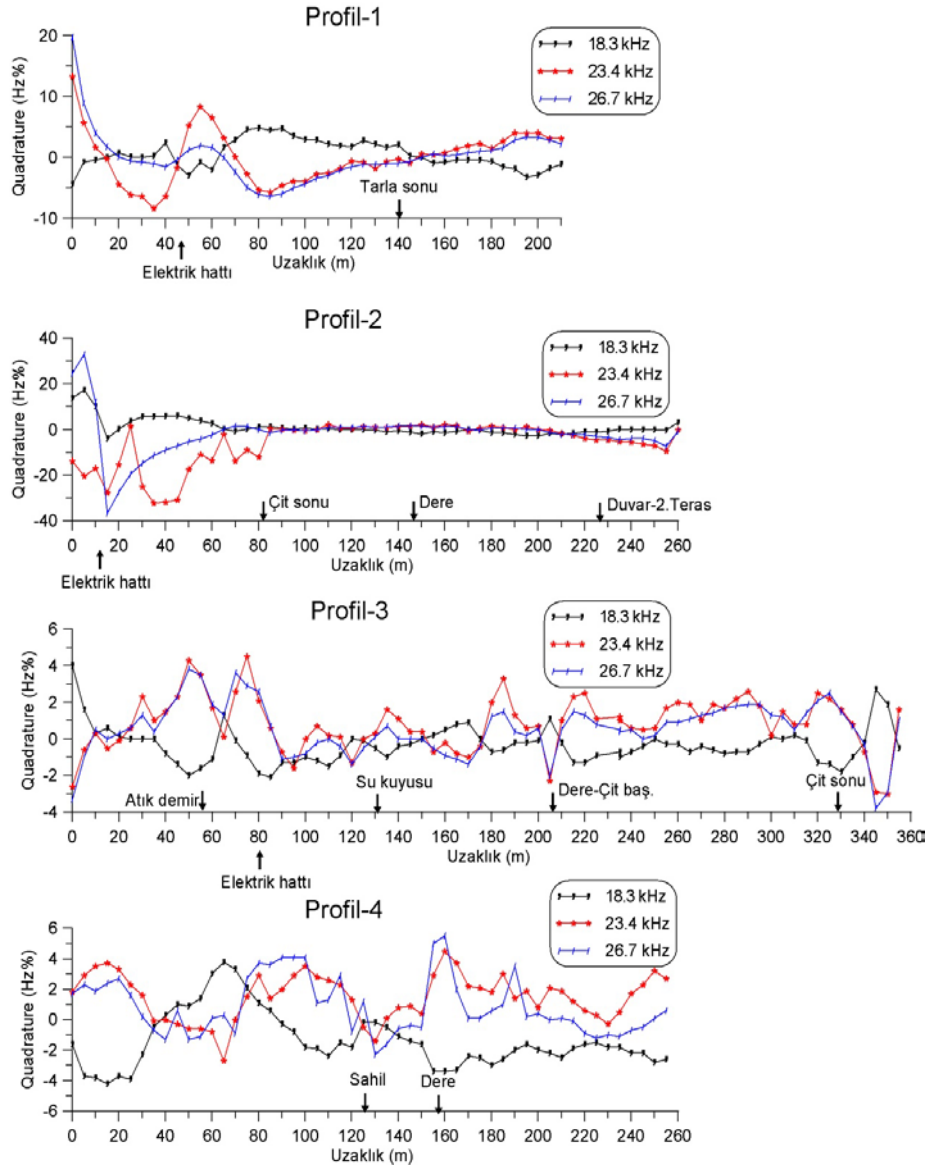 Profil-1
Quadrature (Hz%)
20
10
0
-10
18.3 kHz
23.4 kHz
26.7 kHz
Tarla sonu
0 20 40 60 80 100 120 140 160 180 200
Elektrik hattı
Uzaklık (m)
Profil-2
Quadrature (Hz%)
40
20
0
-20
-40
18.3 kHz
23.4 kHz
26.7 kHz
Çit sonu
Dere
Duvar-2.Teras
0 20 40 60 80 100 120 140 160 180 200 220 240 260
Uzaklık (m)
Elektrik hattı
Profil-3
Quadrature (Hz%)
6
4
2
0
-2
-4
18.3 kHz
23.4 kHz
26.7 kHz
Atık demir
Su kuyusu
Dere-Çit baş.
Çit sonu
0 20 40 60 80 100 120 140 160 180 200 220 240 260 280 300 320 340 360
Uzaklık (m)
Elektrik hattı
Profil-4
Quadrature (Hz%)
6
4
2
0
-2
-4
-6
18.3 kHz
23.4 kHz
26.7 kHz
Sahil
Dere
0 20 40 60 80 100 120 140 160 180 200 220 240 260
Uzaklık (m)